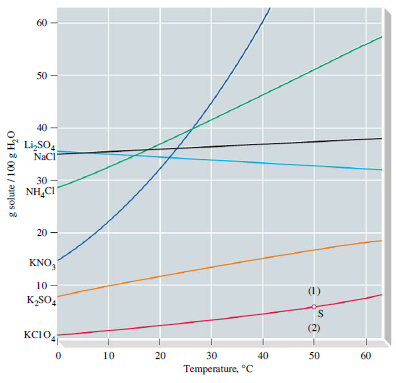 60
50
40
Li₂SO₄
NaCl
30
NH₄Cl
20
KNO₃
10
K₂SO₄
KClO₄
g solute / 100 g H₂O
(1)
S
(2)
0 10 20 30 40 50 60
Temperature, °C